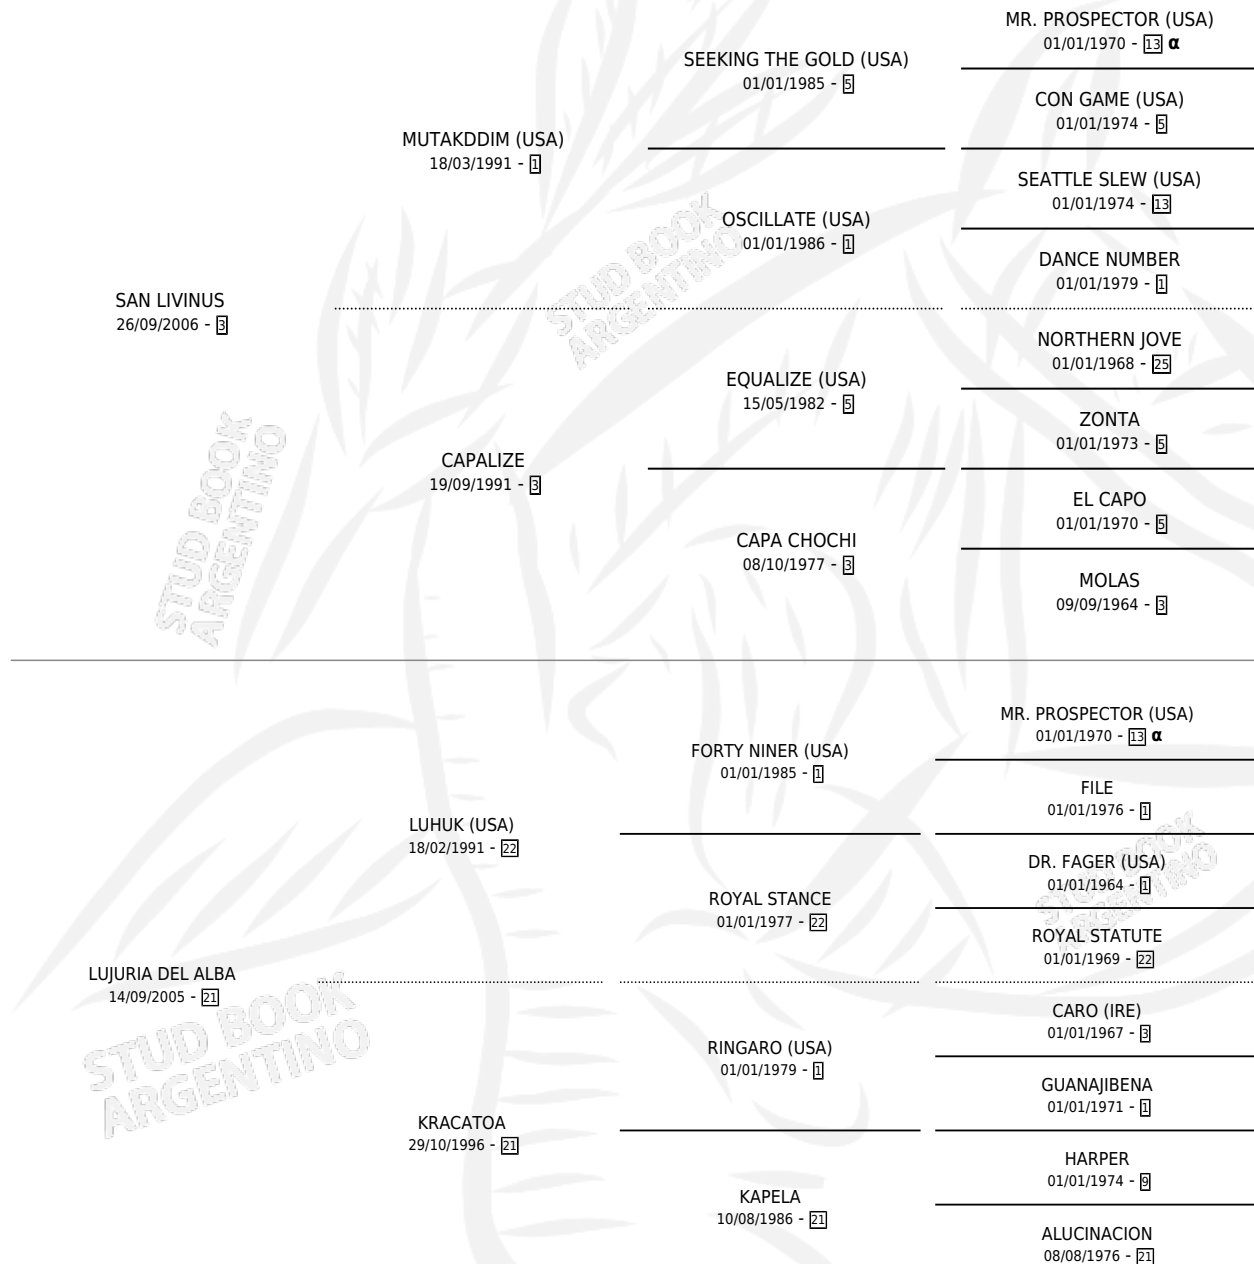 MR. PROSPECTOR (USA)
01/01/1970 - 13 α
SEEKING THE GOLD (USA)
01/01/1985 - 5
CON GAME (USA)
01/01/1974 - 5
MUTAKDDIM (USA)
18/03/1991 - 1
SEATTLE SLEW (USA)
01/01/1974 - 13
OSCILLATE (USA)
01/01/1986 - 1
DANCE NUMBER
01/01/1979 - 1
SAN LIVINUS
26/09/2006 - 3
NORTHERN JOVE
01/01/1968 - 25
EQUALIZE (USA)
15/05/1982 - 5
ZONTA
01/01/1973 - 5
CAPALIZE
19/09/1991 - 3
EL CAPO
01/01/1970 - 5
CAPA CHOCHI
08/10/1977 - 3
MOLAS
09/09/1964 - 3
MR. PROSPECTOR (USA)
01/01/1970 - 13 α
FORTY NINER (USA)
01/01/1985 - 1
FILE
01/01/1976 - 1
LUHUK (USA)
18/02/1991 - 22
DR. FAGER (USA)
01/01/1964 - 1
ROYAL STANCE
01/01/1977 - 22
ROYAL STATUTE
01/01/1969 - 22
LUJURIA DEL ALBA
14/09/2005 - 21
CARO (IRE)
01/01/1967 - 3
RINGARO (USA)
01/01/1979 - 1
GUANAJIBENA
01/01/1971 - 1
KRACATOA
29/10/1996 - 21
HARPER
01/01/1974 - 9
KAPELA
10/08/1986 - 21
ALUCINACION
08/08/1976 - 21
STUD BOOK
ARGENTINO
STUD BOOK
ARGENTINO
STUD BOOK
ARGENTINO
STUD BOOK
ARGENTINO